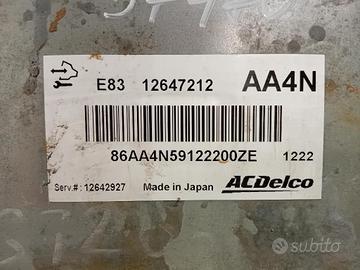 E83 12647212 AA4N
86AA4N59122200ZE 1222
Serv.#: 12642927 Made in Japan ACDelco
subito